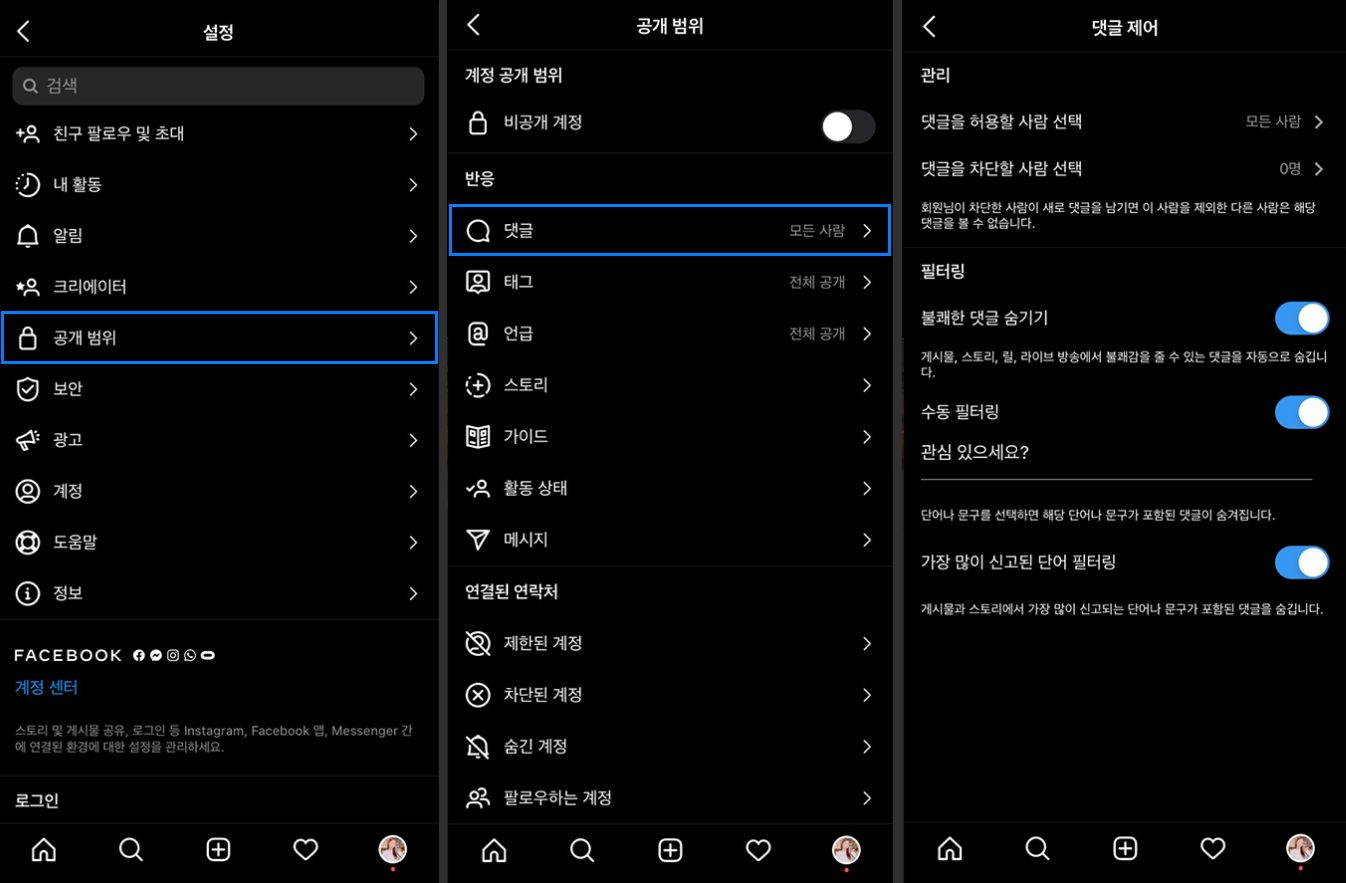 설정
검색
친구 팔로우 및 초대
내 활동
알림
크리에이터
공개 범위
보안
광고
계정
도움말
정보
FACEBOOK
계정 센터
스토리 및 게시물 공유, 로그인 등 Instagram, Facebook 앱, Messenger 간
에 연결된 환경에 대한 설정을 관리하세요.
로그인
공개 범위
계정 공개 범위
비공개 계정
반응
댓글 모든 사람
태그 전체 공개
언급 전체 공개
스토리
가이드
활동 상태
메시지
연결된 연락처
제한된 계정
차단된 계정
숨긴 계정
팔로우하는 계정
댓글 제어
관리
댓글을 허용할 사람 선택 모든 사람
댓글을 차단할 사람 선택 0명
회원님이 차단한 사람이 새로 댓글을 남기면 이 사람을 제외한 다른 사람은 해당
댓글을 볼 수 없습니다.
필터링
불쾌한 댓글 숨기기
게시물, 스토리, 릴, 라이브 방송에서 불쾌감을 줄 수 있는 댓글을 자동으로 숨깁니
다.
수동 필터링
관심 있으세요?
단어나 문구를 선택하면 해당 단어나 문구가 포함된 댓글이 숨겨집니다.
가장 많이 신고된 단어 필터링
게시물과 스토리에서 가장 많이 신고되는 단어나 문구가 포함된 댓글을 숨깁니다.